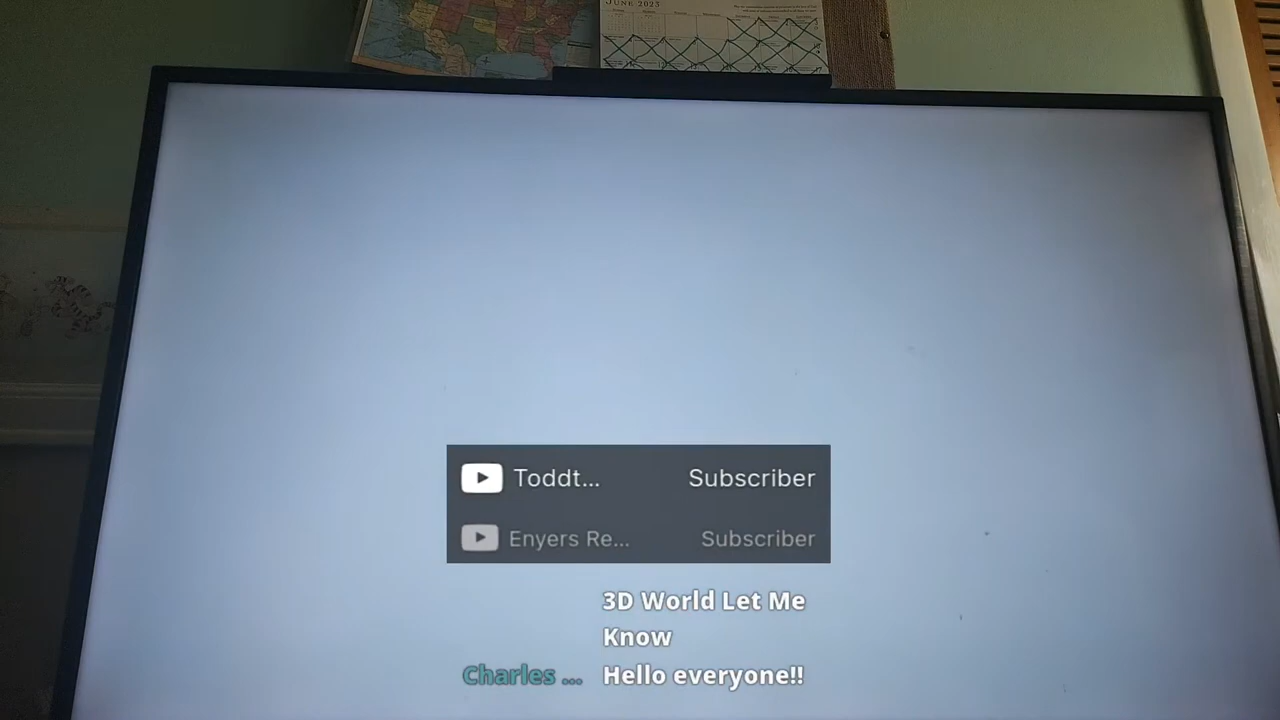 JUNE 2023
Toddt... Subscriber
Enyers Re... Subscriber
3D World Let Me
Know
Charles ... Hello everyone!!